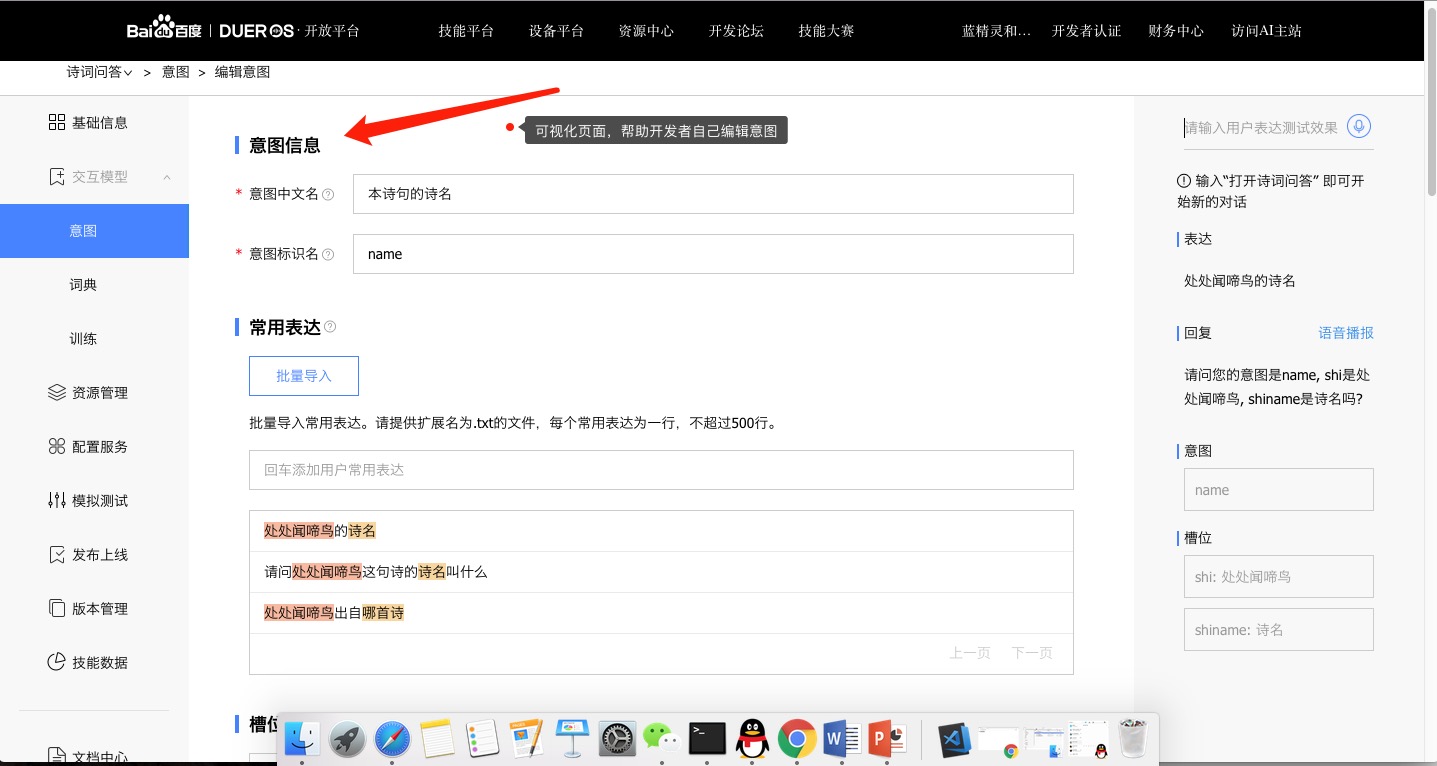 Baidu百度 | DUEROS · 开放平台 技能平台 设备平台 资源中心 开发论坛 技能大赛 蓝精灵和... 开发者认证 财务中心 访问AI主站
诗词问答 > 意图 > 编辑意图
基础信息
交互模型
意图
词典
训练
资源管理
配置服务
模拟测试
发布上线
版本管理
技能数据
文档中心
可视化页面，帮助开发者自己编辑意图
意图信息
* 意图中文名 ? 本诗句的诗名
* 意图标识名 ? name
常用表达 ?
批量导入
批量导入常用表达。请提供扩展名为.txt的文件，每个常用表达为一行，不超过500行。
回车添加用户常用表达
处处闻啼鸟的诗名
请问处处闻啼鸟这句诗的诗名叫什么
处处闻啼鸟出自哪首诗
上一页 下一页
请输入用户表达测试效果
输入“打开诗词问答” 即可开
始新的对话
表达
处处闻啼鸟的诗名
回复 语音播报
请问您的意图是name, shi是处
处闻啼鸟, shiname是诗名吗?
意图
name
槽位
shi: 处处闻啼鸟
shiname: 诗名